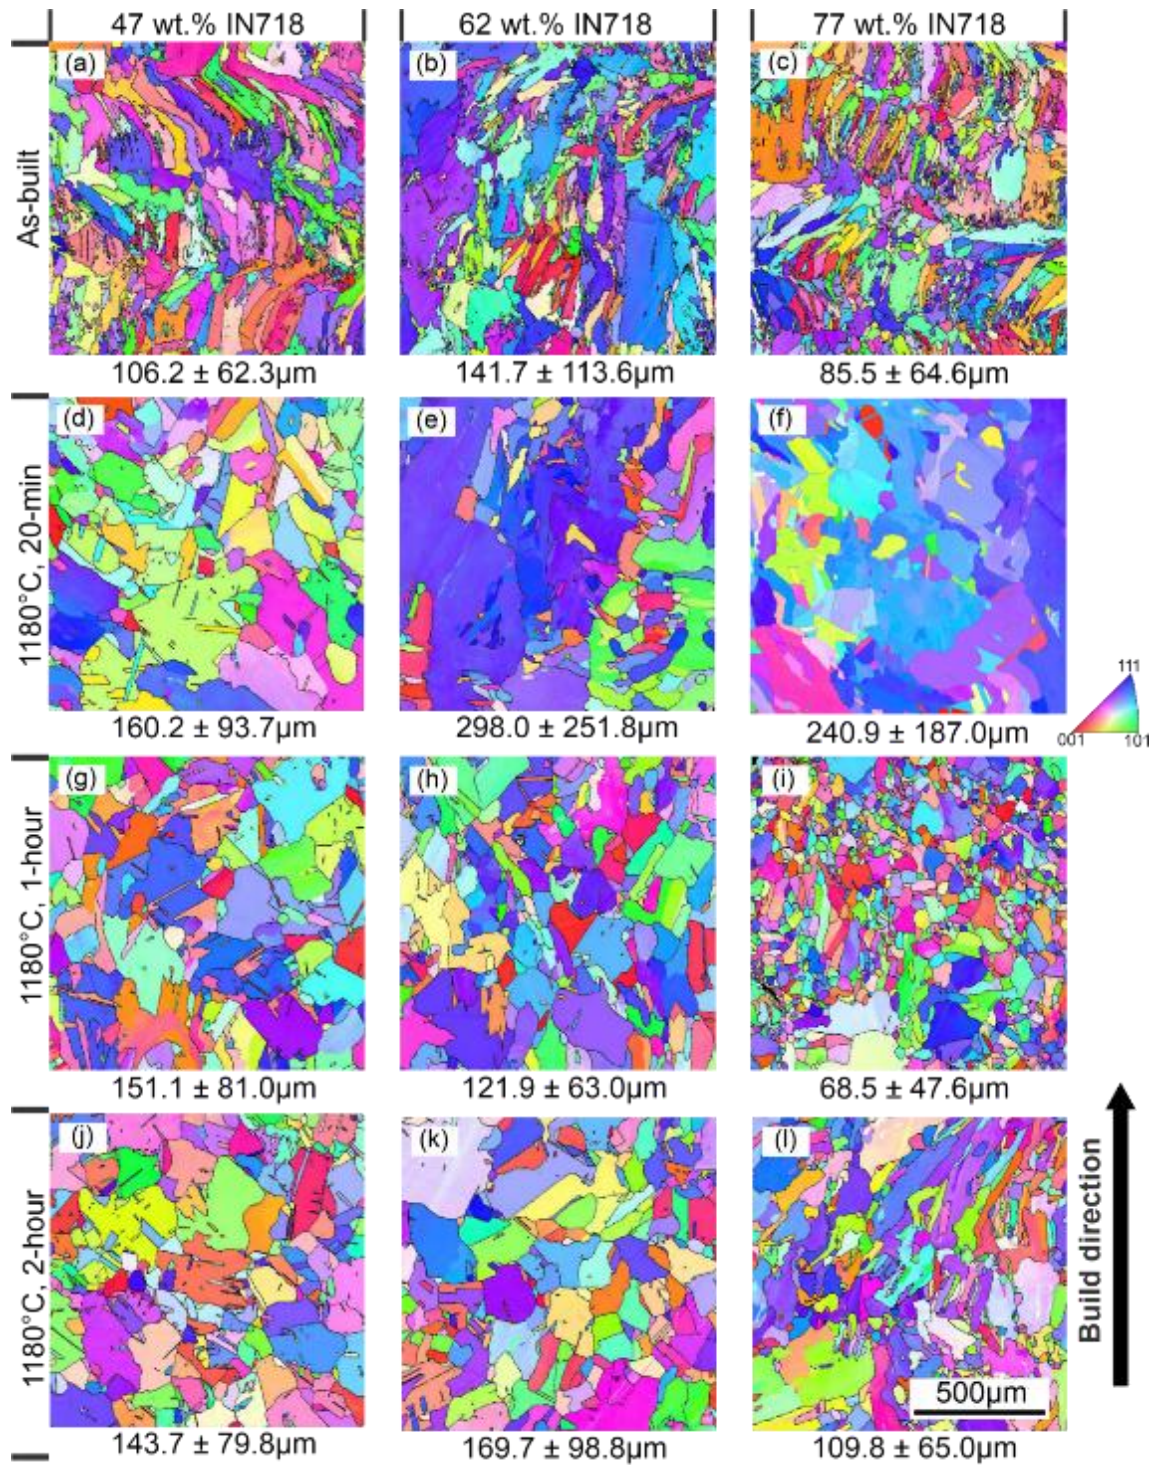 47 wt.% IN718
62 wt.% IN718
77 wt.% IN718
As-built
(a)
(b)
(c)
106.2 ± 62.3µm
141.7 ± 113.6µm
85.5 ± 64.6µm
1180°C, 20-min
(d)
(e)
(f)
160.2 ± 93.7µm
298.0 ± 251.8µm
240.9 ± 187.0µm
111
001
101
1180°C, 1-hour
(g)
(h)
(i)
151.1 ± 81.0µm
121.9 ± 63.0µm
68.5 ± 47.6µm
1180°C, 2-hour
(j)
(k)
(l)
500µm
143.7 ± 79.8µm
169.7 ± 98.8µm
109.8 ± 65.0µm
Build direction